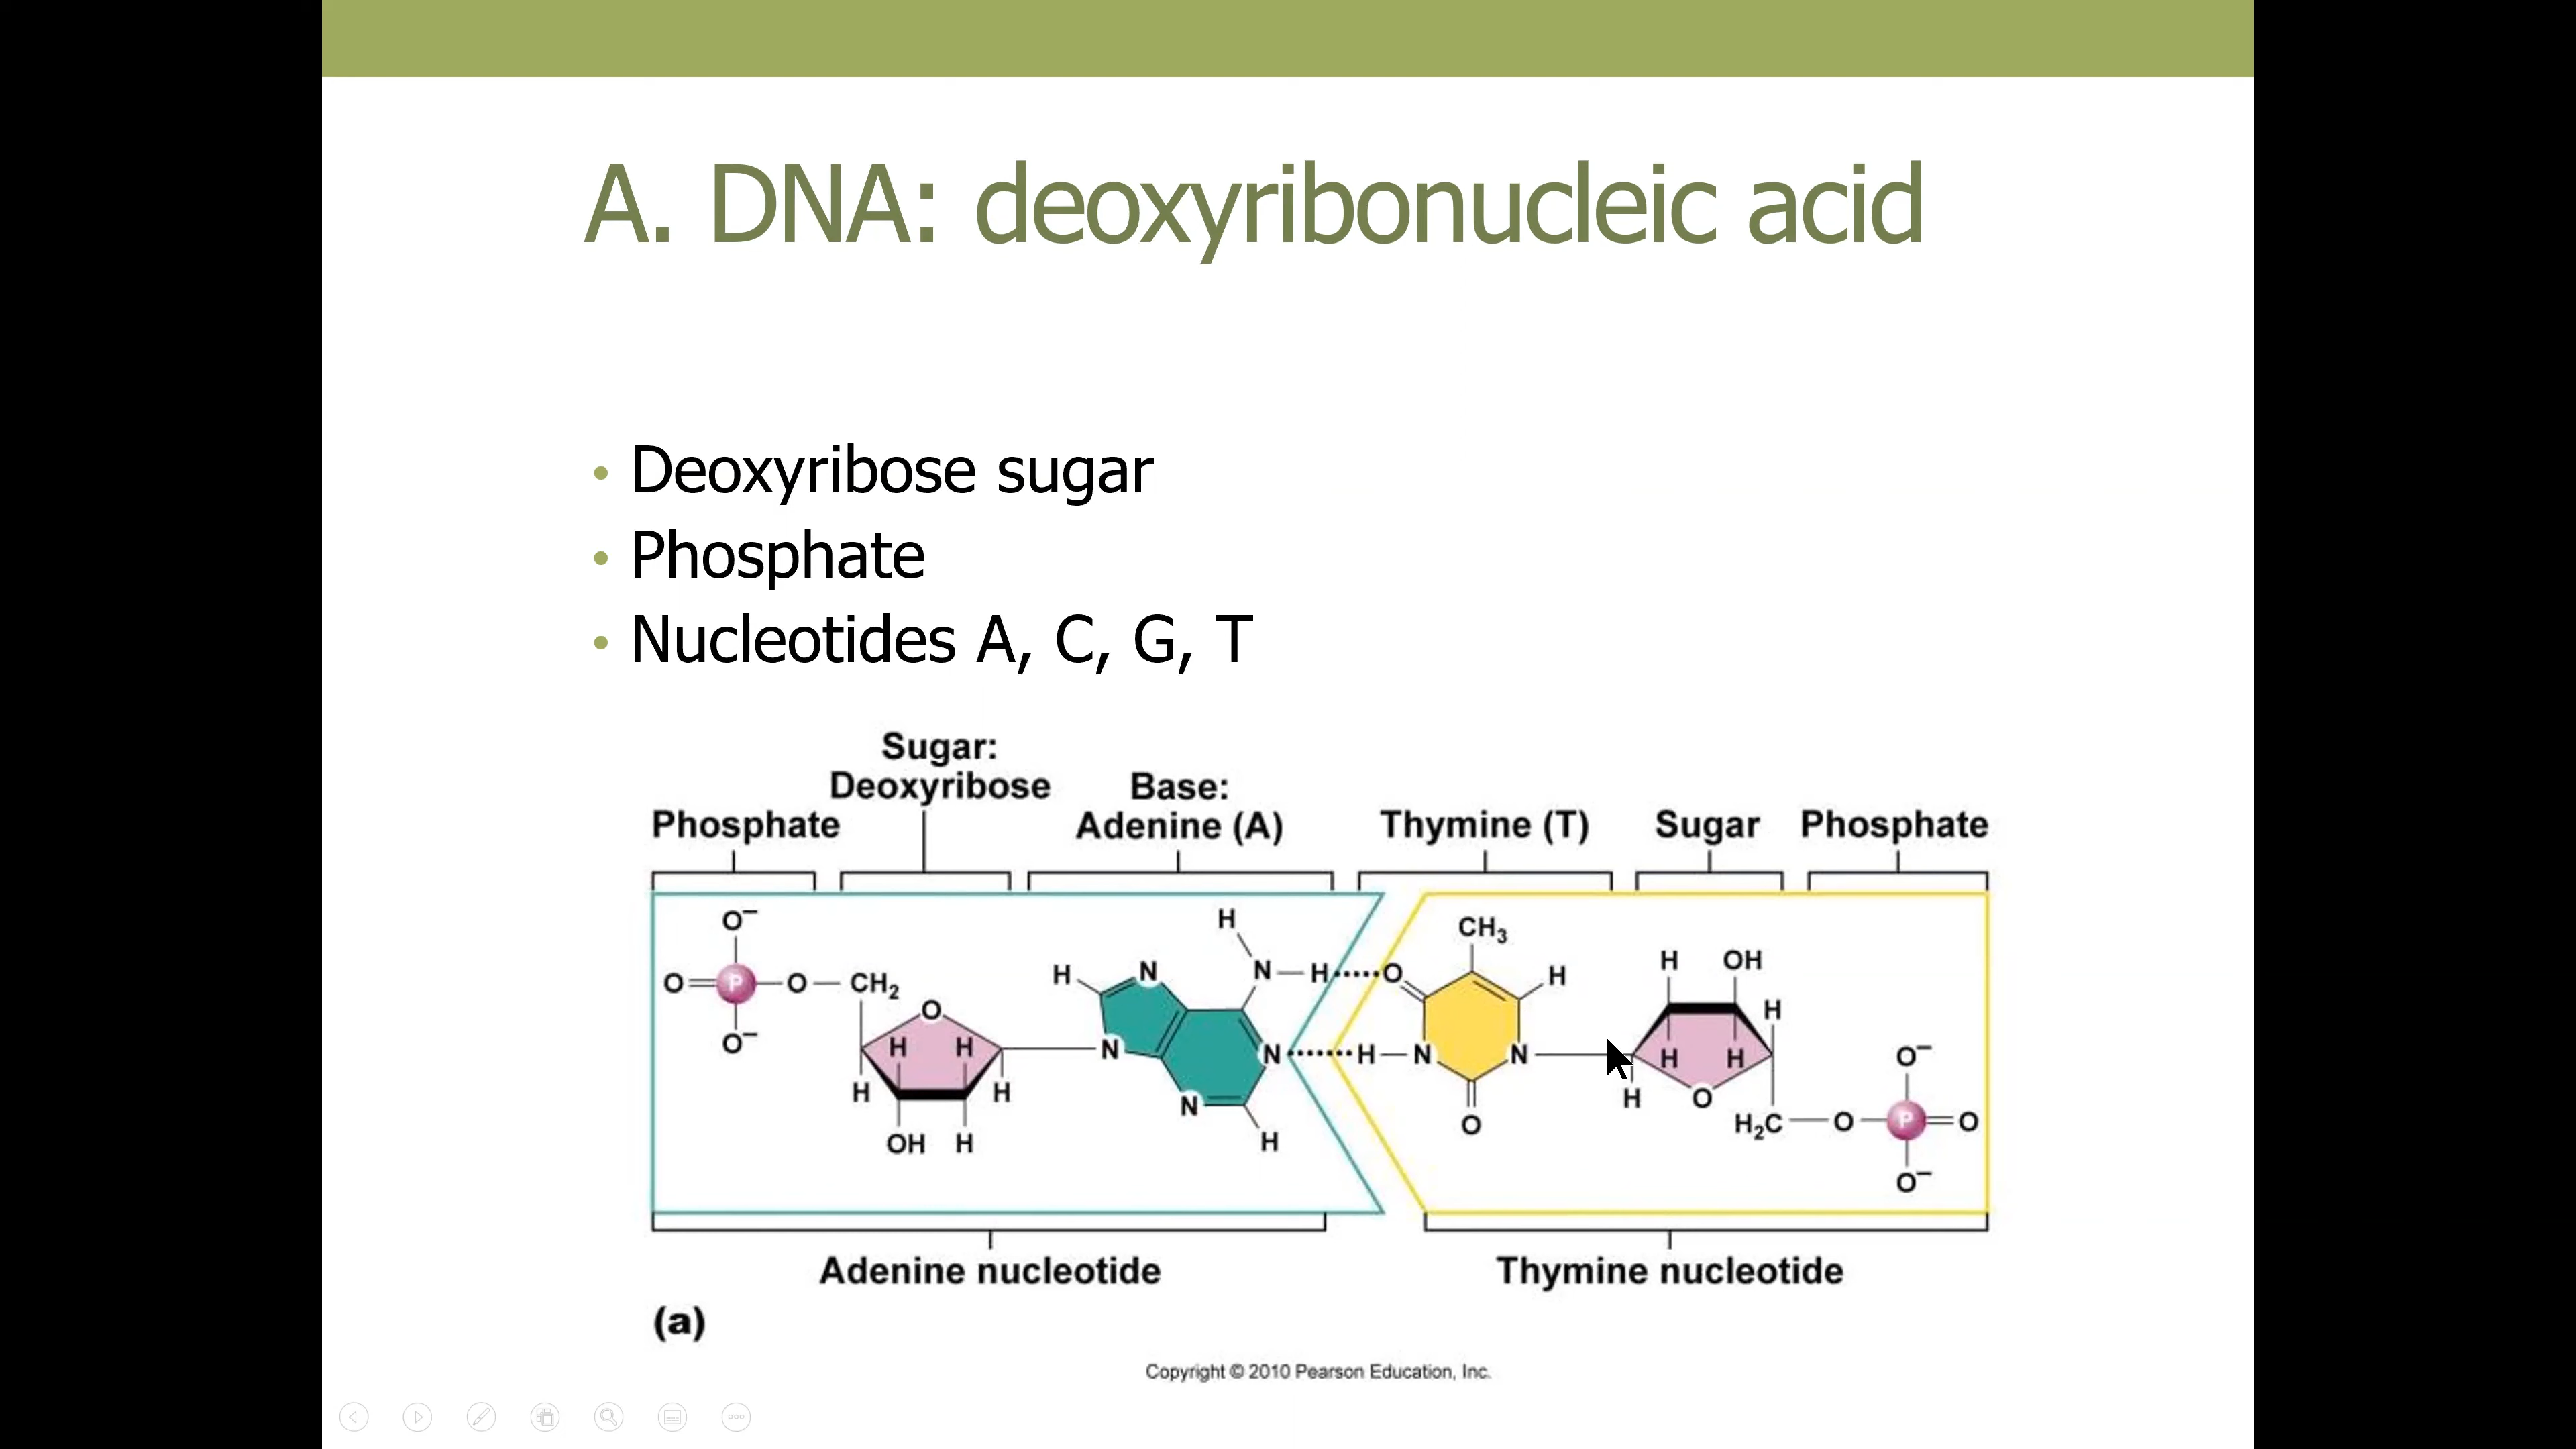 A. DNA: deoxyribonucleic acid
• Deoxyribose sugar
• Phosphate
• Nucleotides A, C, G, T
Sugar:
Deoxyribose
Base:
Phosphate
Adenine (A)
Thymine (T)
Sugar
Phosphate
O⁻
O=P—O—CH₂
O⁻
O
H H
H H
OH H
H
H
N
N—H
N
N
N
H
CH₃
O
H
H—N
N
O
H OH
H
H H
H
O
H₂C—O—P=O
O⁻
O⁻
Adenine nucleotide
Thymine nucleotide
(a)
Copyright © 2010 Pearson Education, Inc.